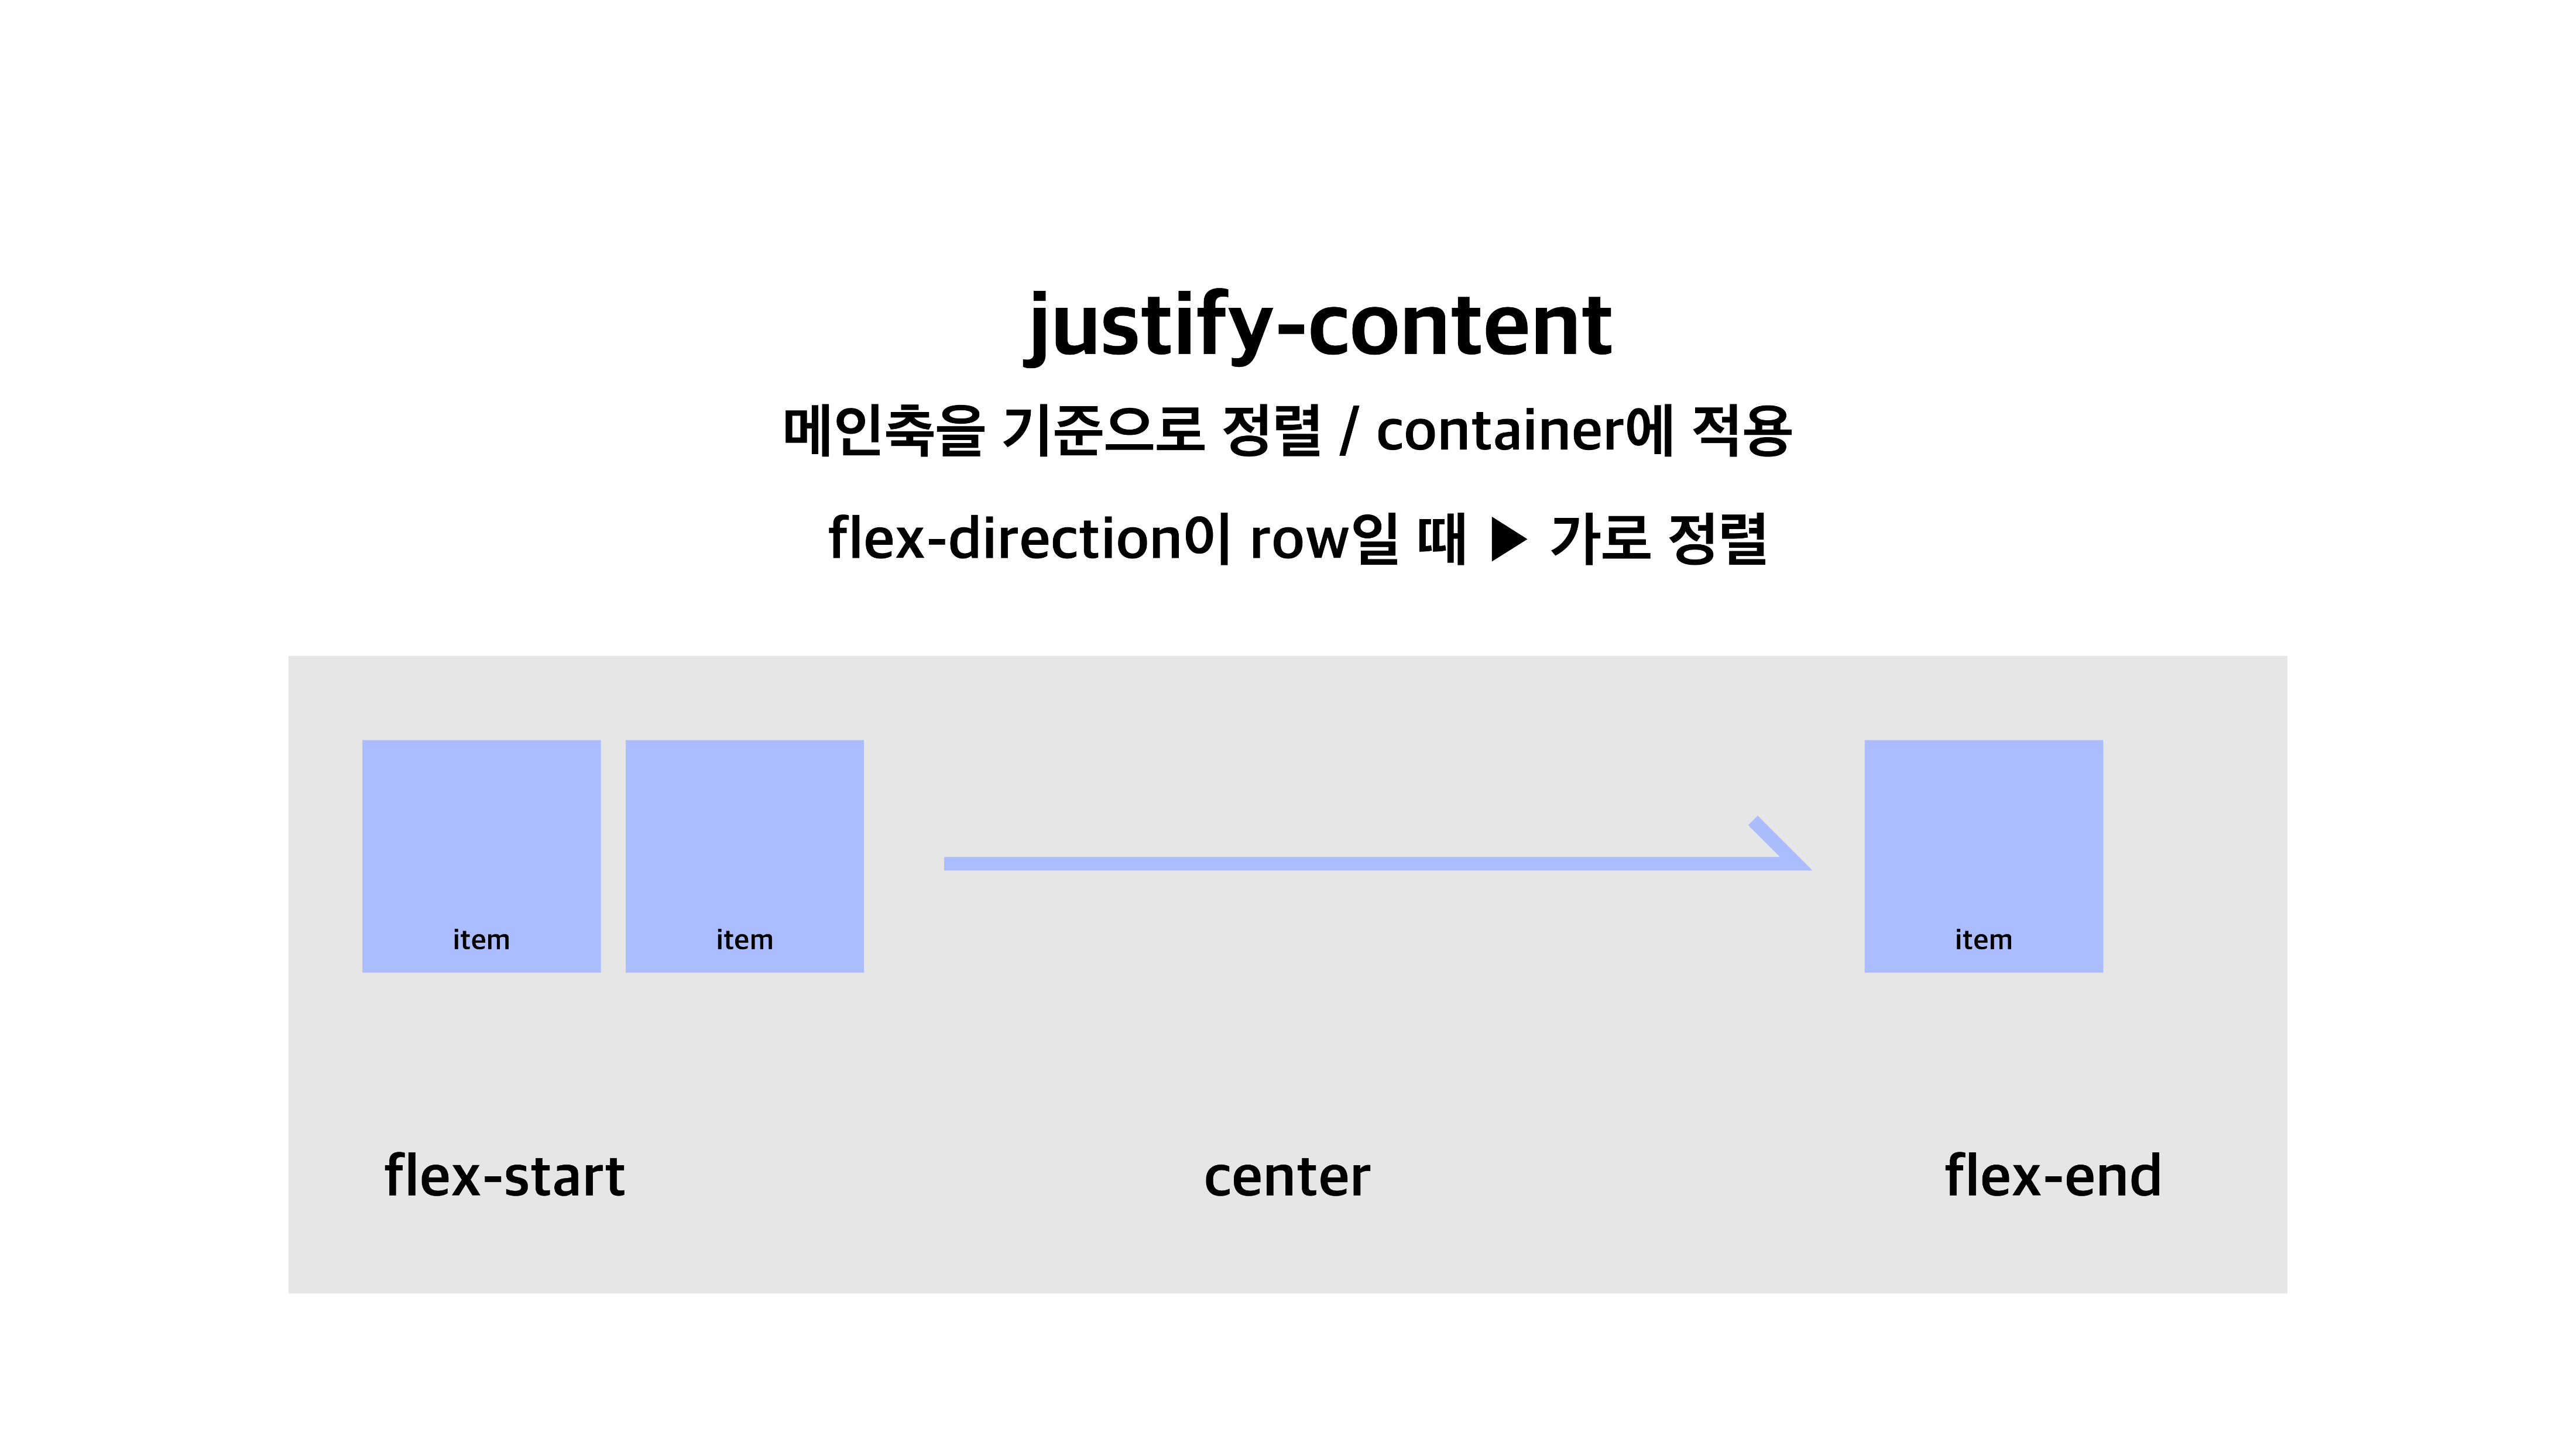 justify-content
메인축을 기준으로 정렬 / container에 적용
flex-direction이 row일 때 ▶ 가로 정렬
item
item
item
flex-start
center
flex-end